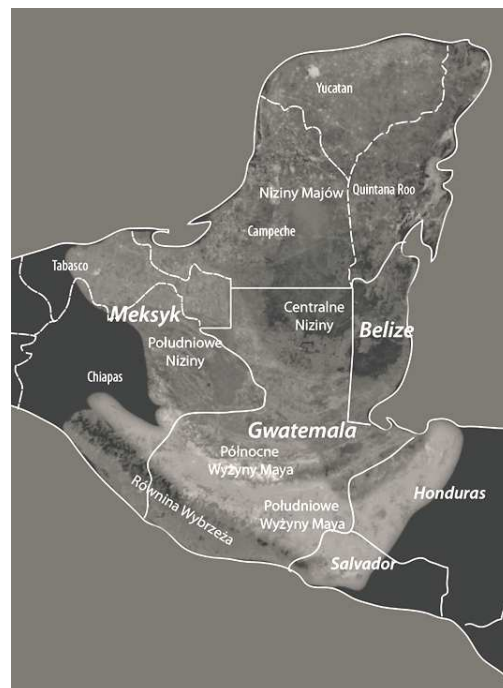 Yucatan
Niziny Majów
Quintana Roo
Campeche
Tabasco
Meksyk
Centralne
Niziny
Belize
Południowe
Niziny
Chiapas
Gwatemala
Północne
Wyżyny Maya
Równina Wybrzeża
Południowe
Wyżyny Maya
Honduras
Salvador